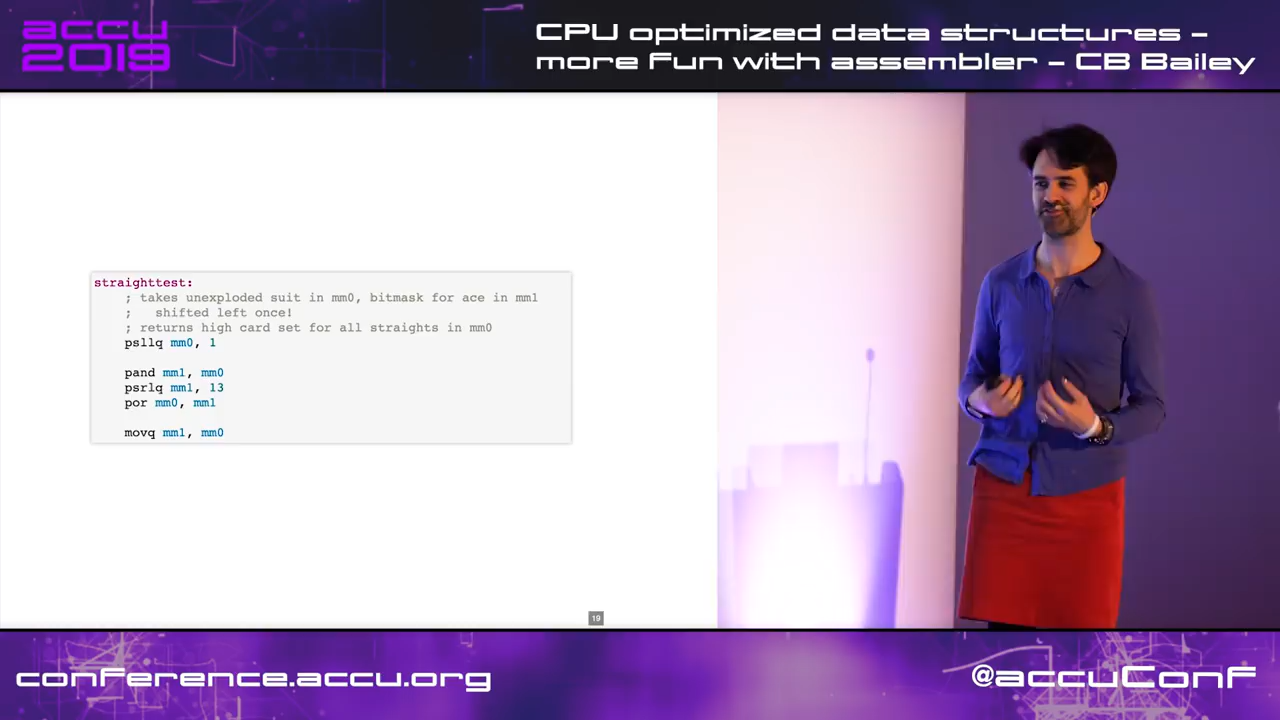 accu
2019
CPU optimized data structures –
more fun with assembler – CB Bailey
straighttest:
; takes unexploded suit in mm0, bitmask for ace in mm1
;   shifted left once!
; returns high card set for all straights in mm0
psllq mm0, 1
pand mm1, mm0
psrlq mm1, 13
por mm0, mm1
movq mm1, mm0
19
conference.accu.org
@accuConf